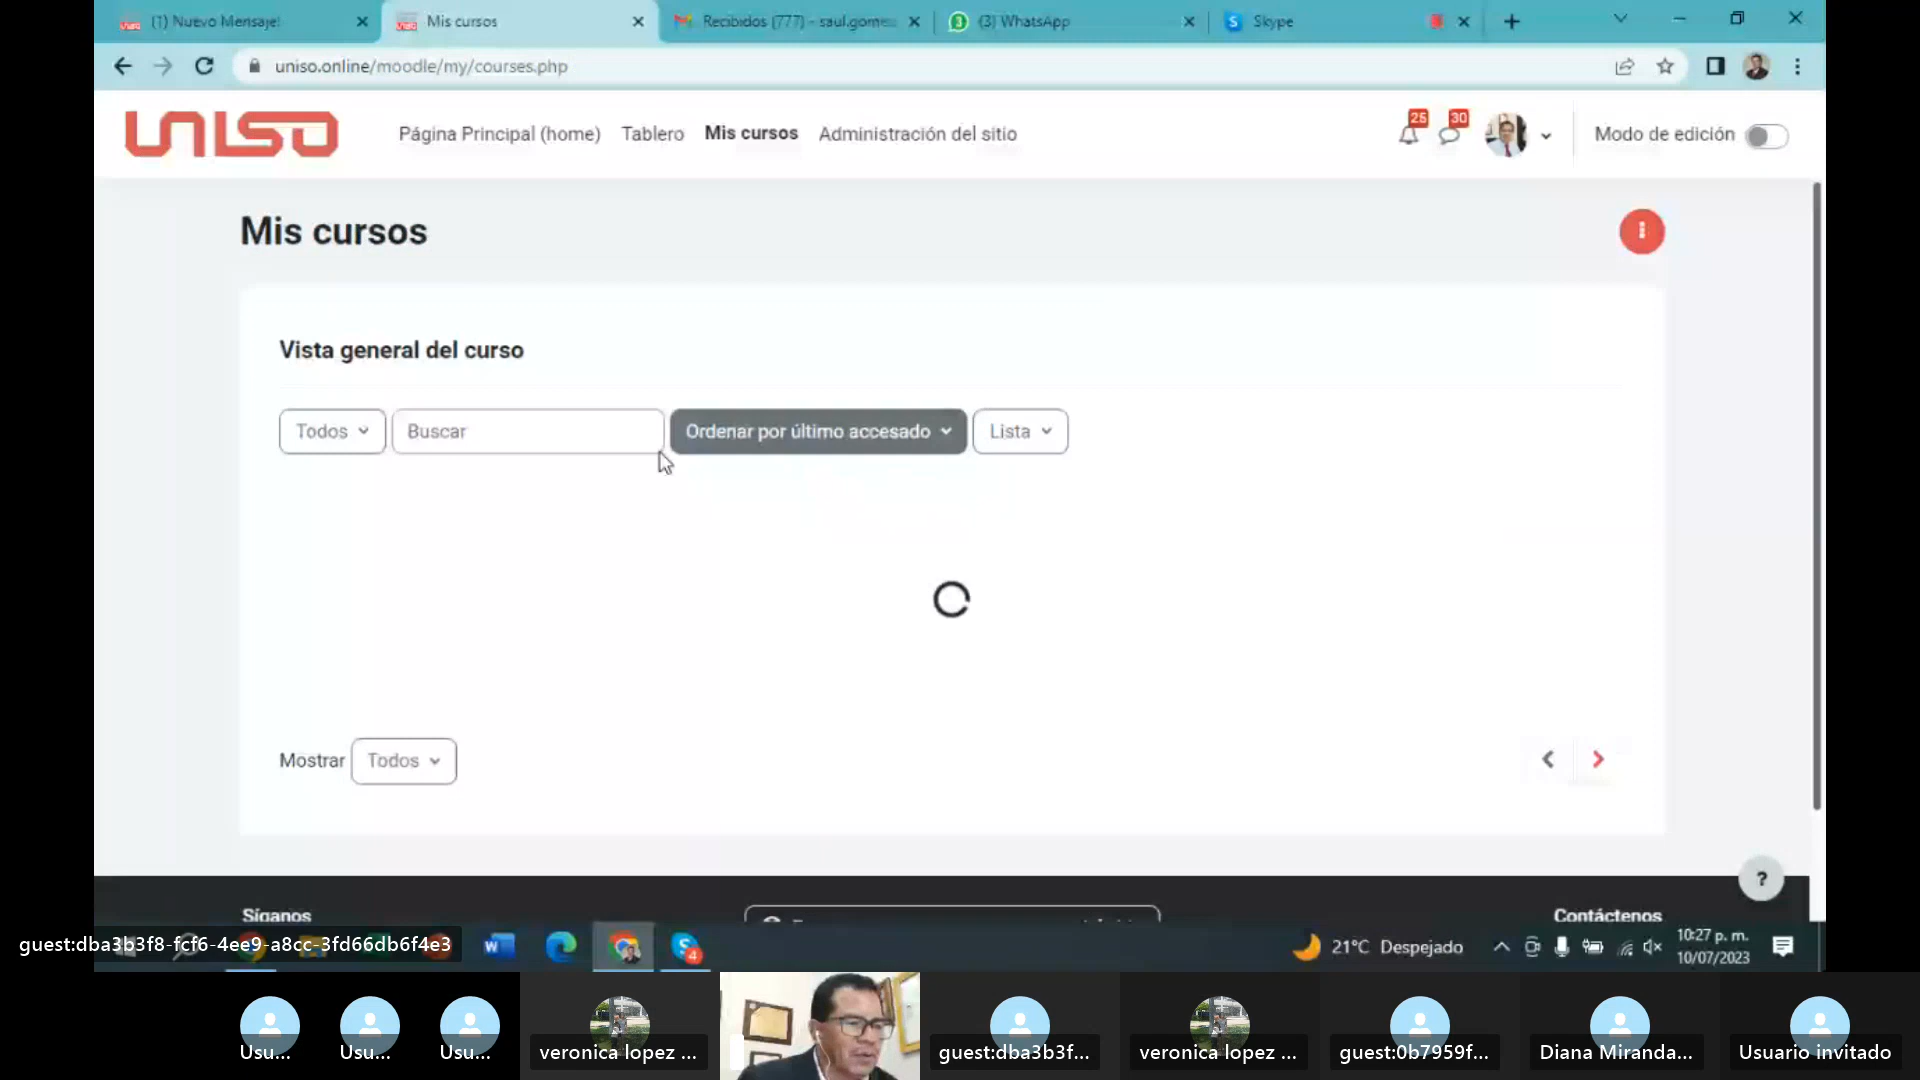 (1) Nuevo Mensaje!
Mis cursos
Recibidos (777) - saul.gome
(3) WhatsApp
Skype
uniso.online/moodle/my/courses.php
UNISO
Página Principal (home)
Tablero
Mis cursos
Administración del sitio
25
30
Modo de edición
Mis cursos
Vista general del curso
Todos
Buscar
Ordenar por último accesado
Lista
Mostrar
Todos
?
Síganos
Contáctenos
guest:dba3b3f8-fcf6-4ee9-a8cc-3fd66db6f4e3
4
21°C Despejado
10:27 p. m.
10/07/2023
Usu...
Usu...
Usu...
veronica lopez ...
guest:dba3b3f...
veronica lopez ...
guest:0b7959f...
Diana Miranda...
Usuario invitado